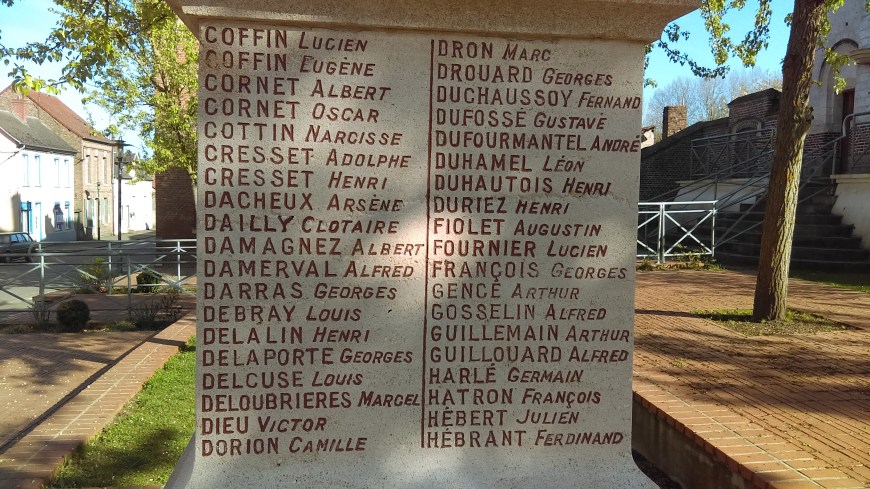 COFFIN LUCIEN
COFFIN EUGÈNE
CORNET ALBERT
CORNET OSCAR
COTTIN NARCISSE
CRESSET ADOLPHE
CRESSET HENRI
DACHEUX ARSÈNE
DAILLY CLOTAIRE
DAMAGNEZ ALBERT
DAMERVAL ALFRED
DARRAS GEORGES
DEBRAY LOUIS
DELALIN HENRI
DELAPORTE GEORGES
DELCUSE LOUIS
DELOUBRIÈRES MARCEL
DIEU VICTOR
DORION CAMILLE
DRON MARC
DROUARD GEORGES
DUCHAUSSOY FERNAND
DUFOSSÉ GUSTAVE
DUFOURMANTEL ANDRÉ
DUHAMEL LÉON
DUHAUTOIS HENRI
DURIEZ HENRI
FIOLET AUGUSTIN
FOURNIER LUCIEN
FRANÇOIS GEORGES
GENCE ARTHUR
GOSSELIN ALFRED
GUILLEMAIN ARTHUR
GUILLOUARD ALFRED
HARLÉ GERMAIN
HATRON FRANÇOIS
HÉBERT JULIEN
HÉBRANT FERDINAND